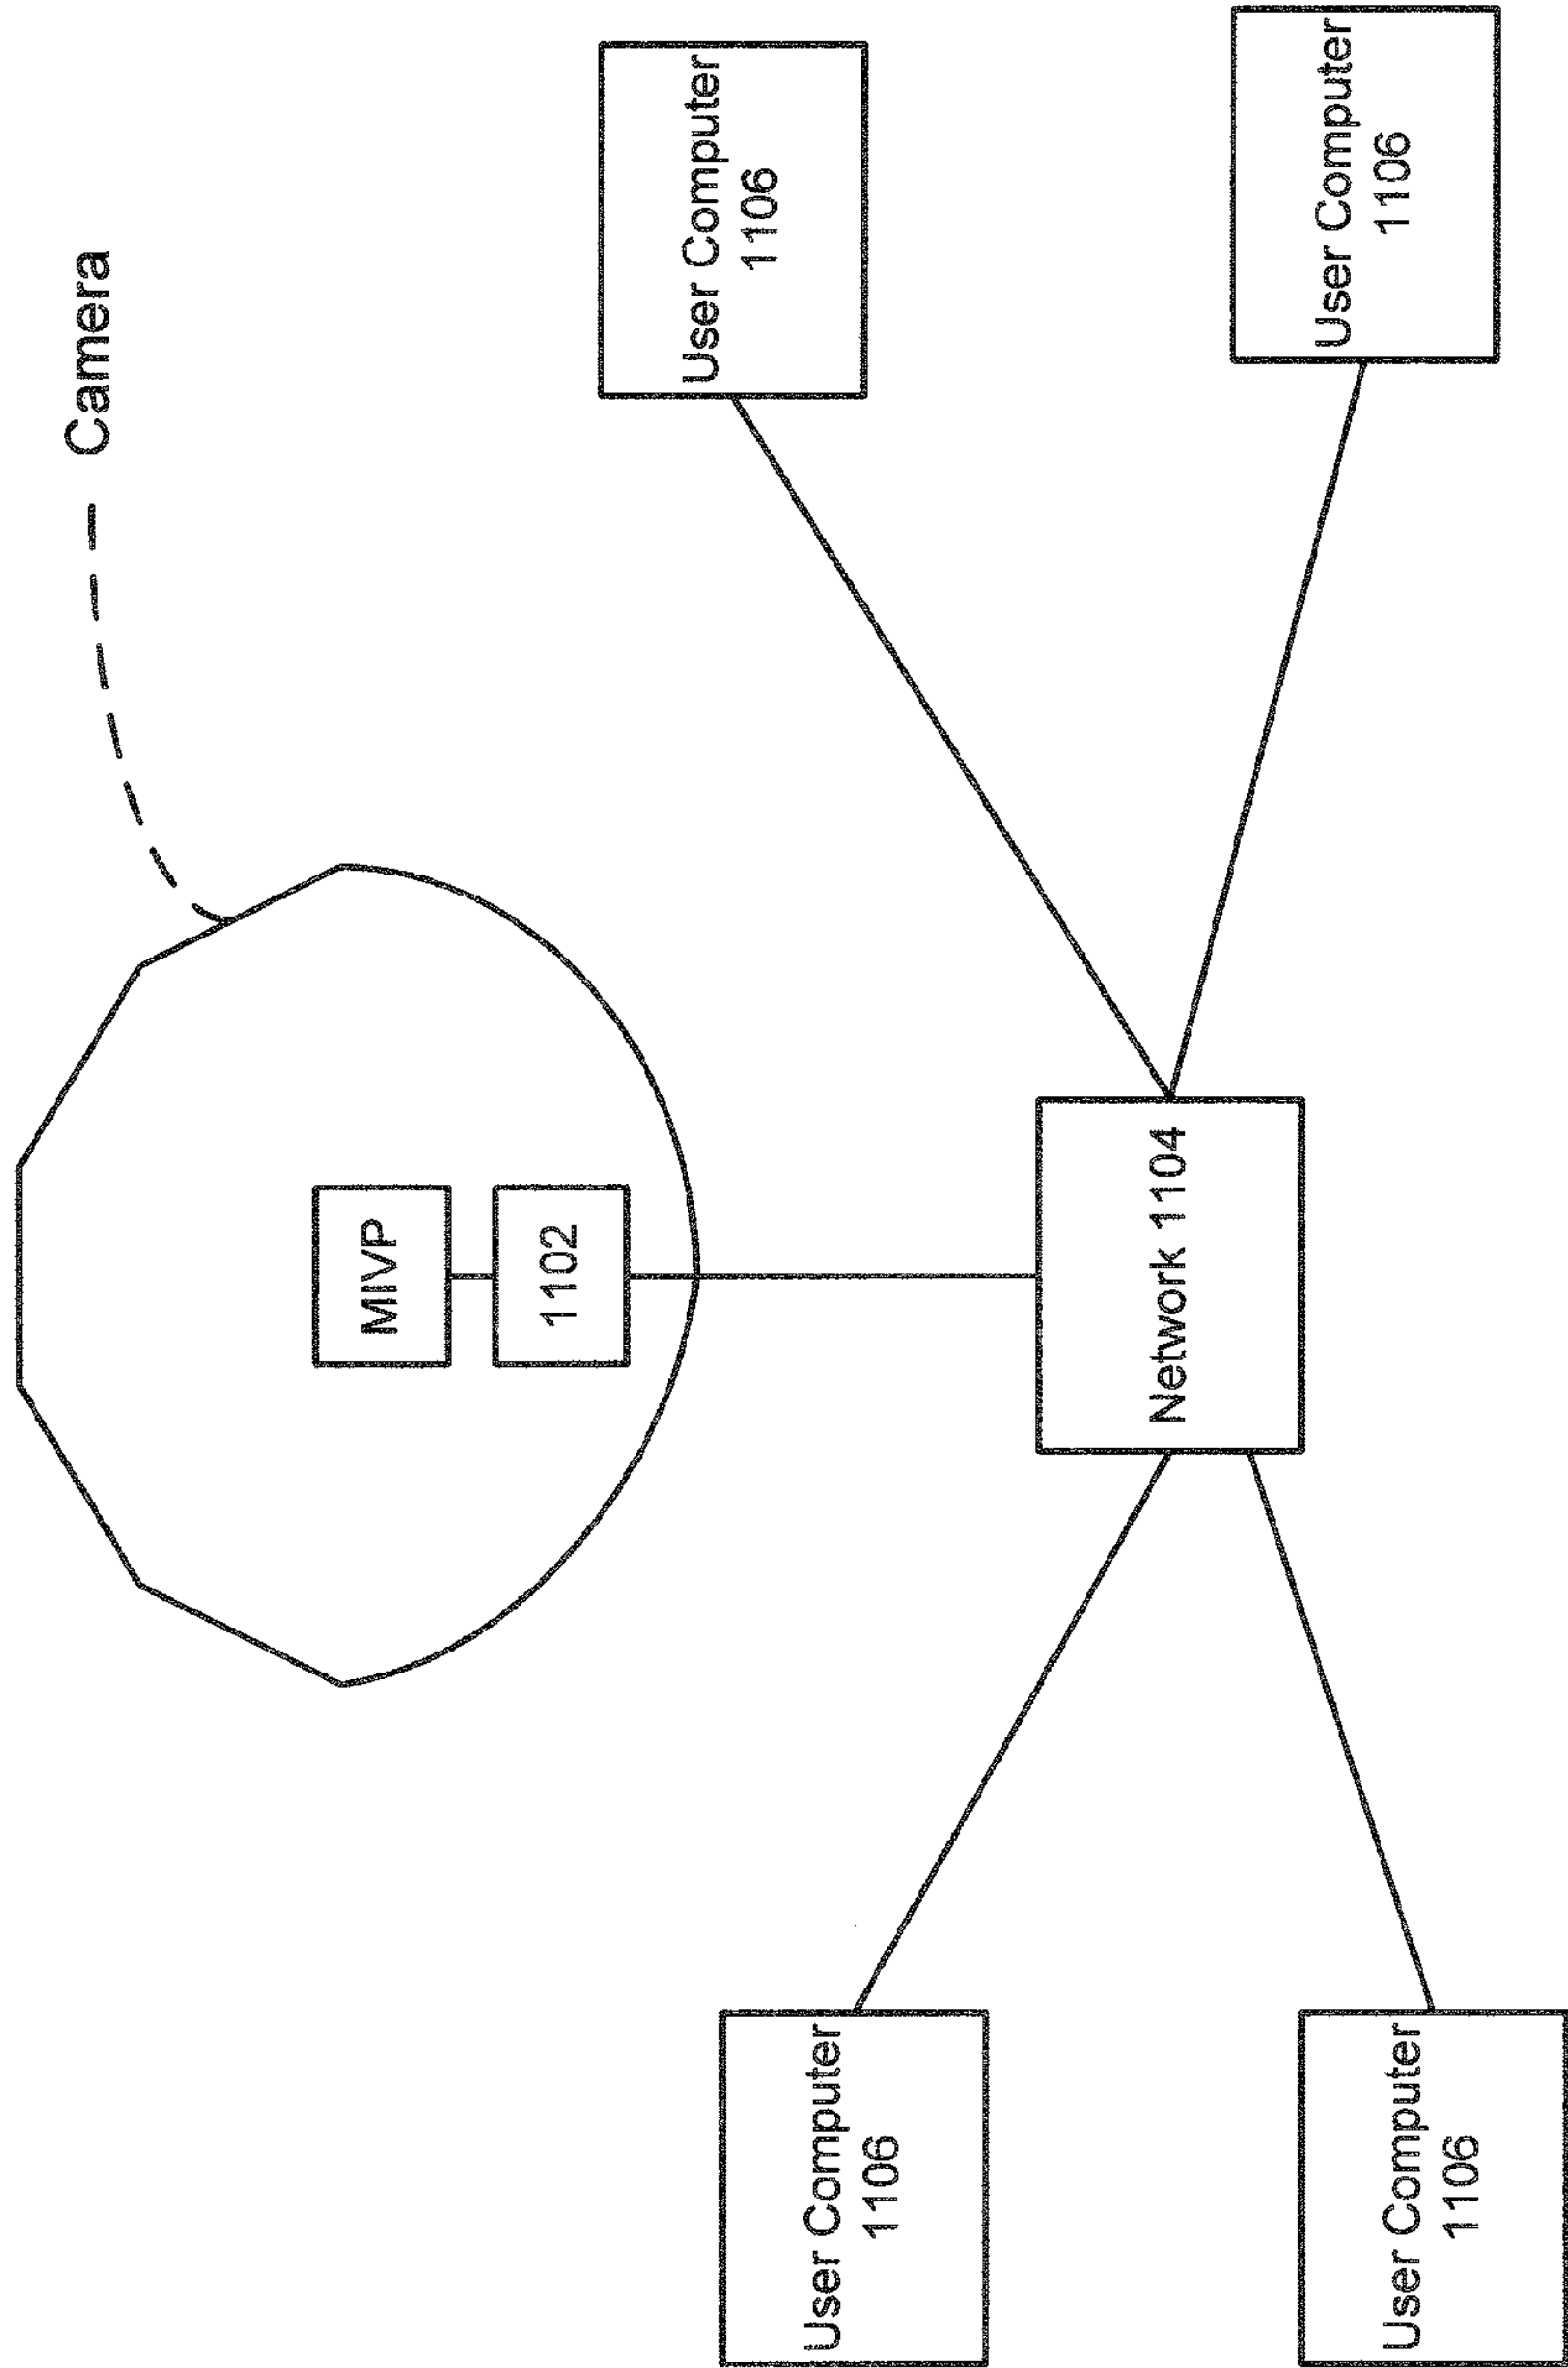 Camera
MIVP
1102
Network 1104
User Computer
1106
User Computer
1106
User Computer
1106
User Computer
1106